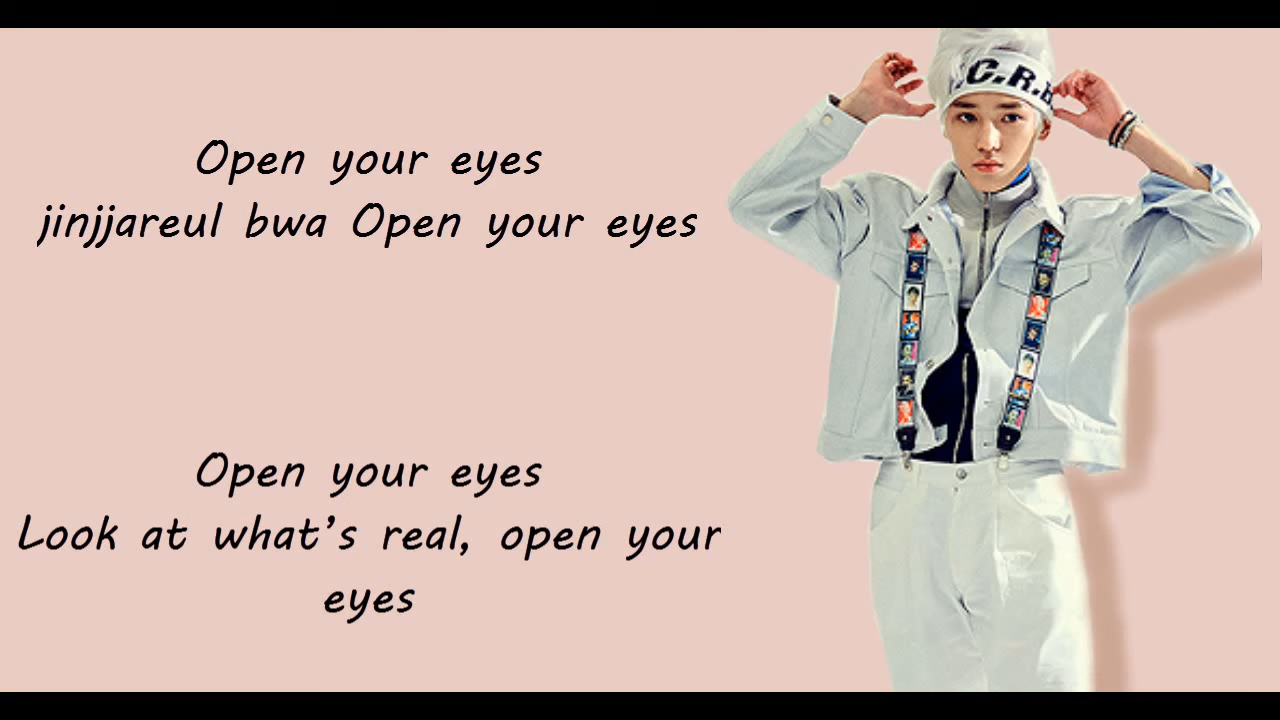 Open your eyes
jinjjareul bwa Open your eyes
.C.R.
Open your eyes
Look at what's real, open your
eyes